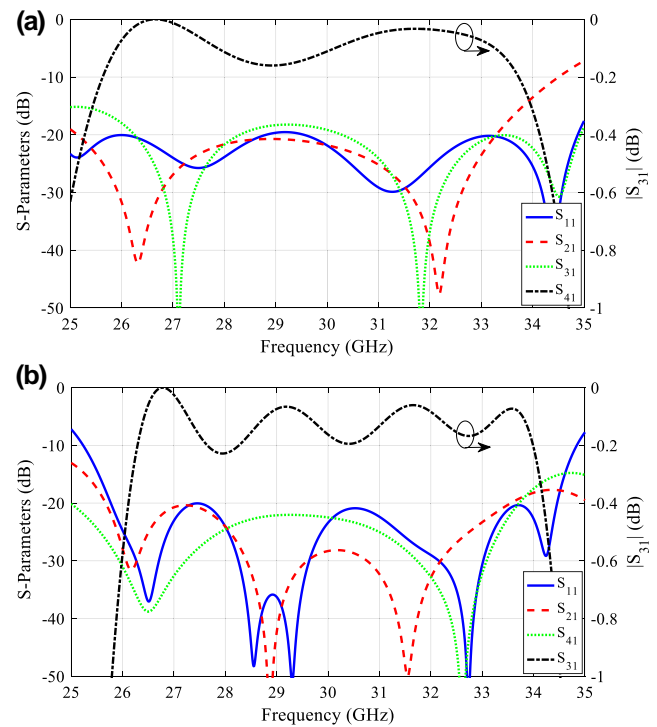 (a)
0
-10
-20
-30
-40
-50
S-Parameters (dB)
0
-0.2
-0.4
-0.6
-0.8
-1
|S31| (dB)
S11
S21
S31
S41
25 26 27 28 29 30 31 32 33 34 35
Frequency (GHz)
(b)
0
-10
-20
-30
-40
-50
S-Parameters (dB)
0
-0.2
-0.4
-0.6
-0.8
-1
|S31| (dB)
S11
S21
S41
S31
25 26 27 28 29 30 31 32 33 34 35
Frequency (GHz)